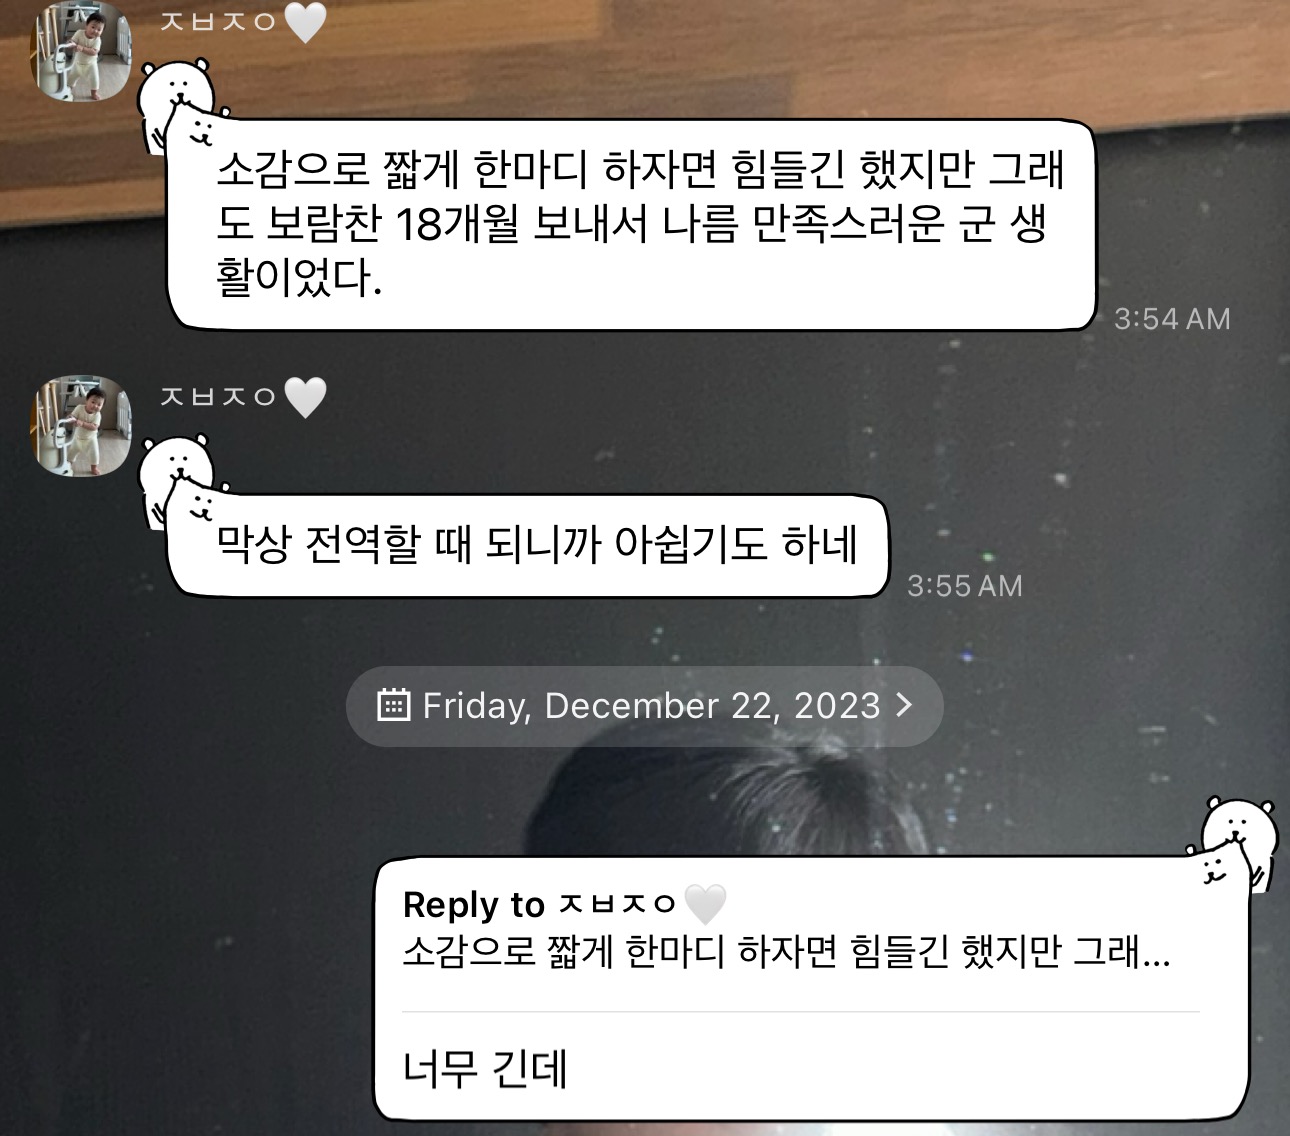 ㅈㅂㅈㅇ🤍
소감으로 짧게 한마디 하자면 힘들긴 했지만 그래
도 보람찬 18개월 보내서 나름 만족스러운 군 생
활이었다.
3:54 AM
ㅈㅂㅈㅇ🤍
막상 전역할 때 되니까 아쉽기도 하네
3:55 AM
Friday, December 22, 2023 >
Reply to ㅈㅂㅈㅇ🤍
소감으로 짧게 한마디 하자면 힘들긴 했지만 그래...
너무 긴데